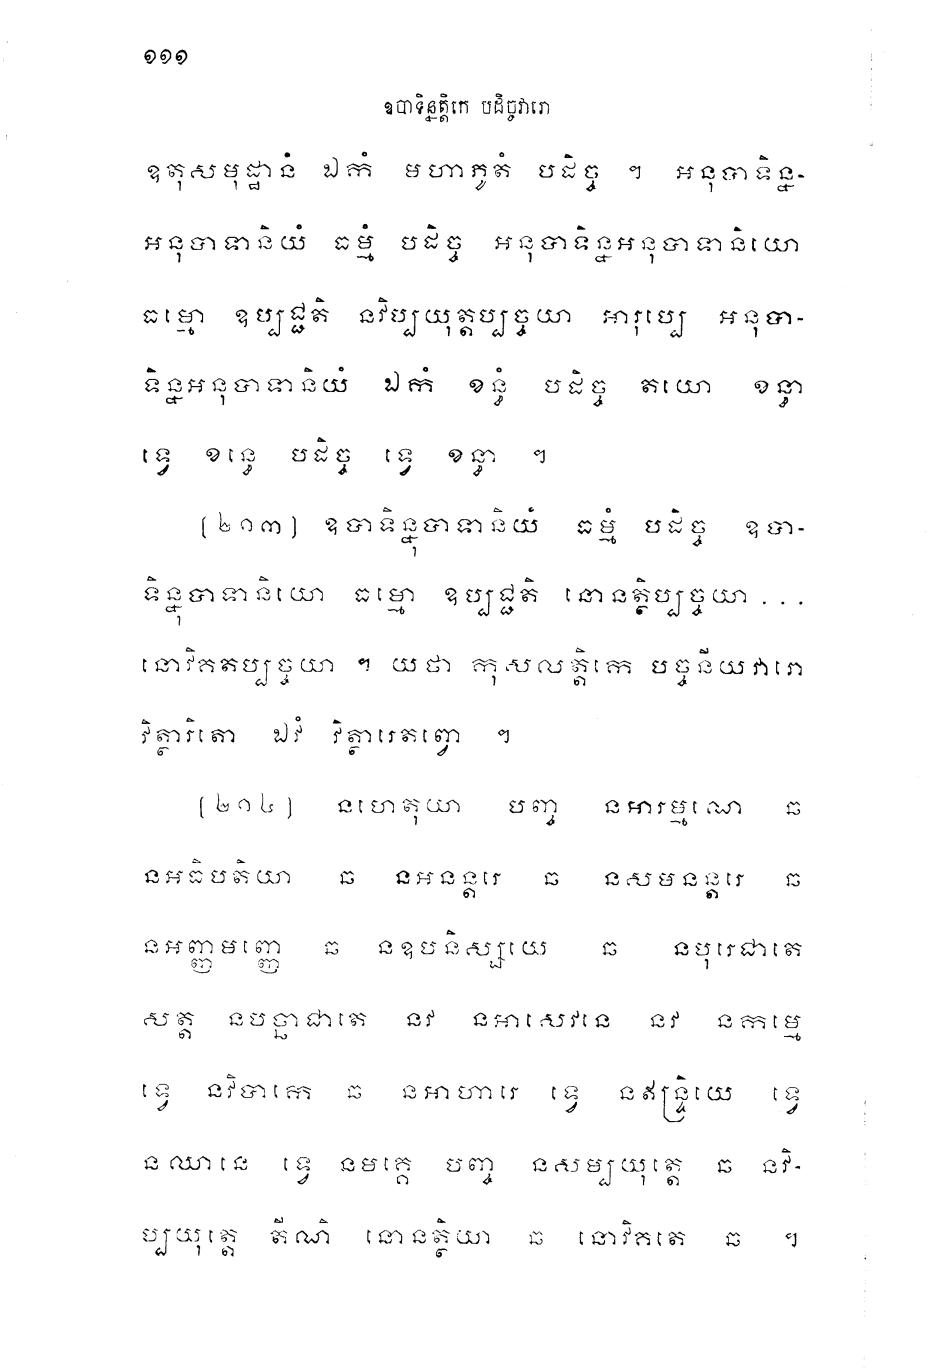 ១១១
ឧបាទិន្នត្តិកេ បដិច្ចវារោ
ឧតុសមុដ្ឋានំ ឯកំ មហាភូតំ បដិច្ច ។ អនុបាទិន្ន-
អនុបាទានិយំ ធម្មំ បដិច្ច អនុបាទិន្នអនុបាទានិយោ
ធម្មោ ឧប្បជ្ជតិ នវិប្បយុត្តប្បច្ចយា អារុប្បេ អនុបា-
ទិន្នអនុបាទានិយំ ឯកំ ខន្ធំ បដិច្ច តយោ ខន្ធា
ទ្វេ ខន្ធេ បដិច្ច ទ្វេ ខន្ធា ។
(២១៣) ឧបាទិន្នុបាទានិយំ ធម្មំ បដិច្ច ឧបា-
ទិន្នុបាទានិយោ ធម្មោ ឧប្បជ្ជតិ នោនត្ថិប្បច្ចយា . . .
នោវិកតប្បច្ចយា ។ យថា កុសលត្តិកេ បច្ចនីយវារោ
វិត្ថារិតោ ឯវំ វិត្ថារេតព្វោ ។
(២១៤) នហេតុយា បញ្ច នអារម្មណោ ឆ
នអធិបតិយា ឆ នអនន្តរេ ឆ នសមនន្តរេ ឆ
នអញ្ញមញ្ញេ ឆ នឧបនិស្សយេ ឆ នបុរេជាតេ
សត្ត នបច្ឆាជាតេ នវ នអាសេវនេ នវ នកម្មេ
ទ្វេ នវិបាកេ ឆ នអាហារេ ទ្វេ នឥន្ទ្រិយេ ទ្វេ
នឈានេ ទ្វេ នមគ្គេ បញ្ច នសម្បយុត្តេ ឆ នវិ-
ប្បយុត្តេ តីណិ នោនត្ថិយា ឆ នោវិកតេ ឆ ។